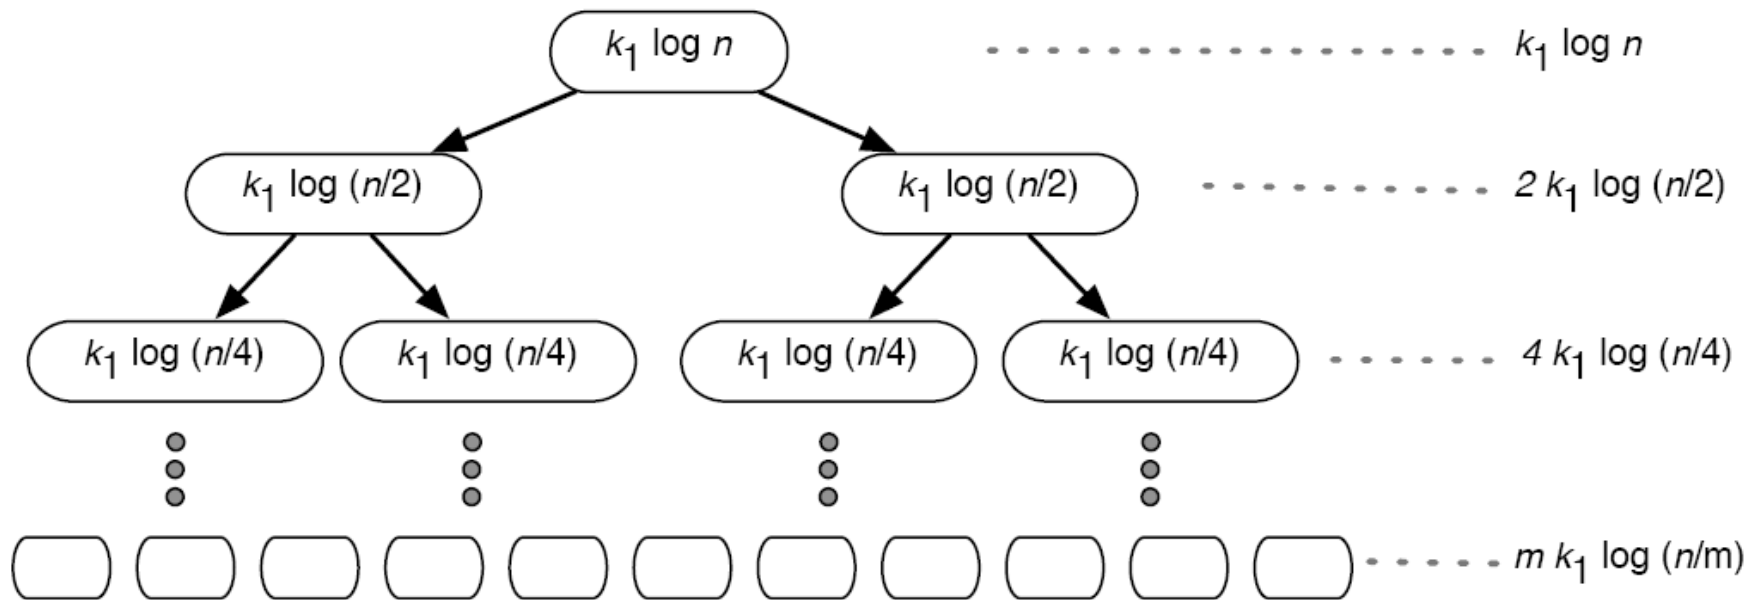 k₁ log n k₁ log n
k₁ log (n/2) k₁ log (n/2) 2 k₁ log (n/2)
k₁ log (n/4) k₁ log (n/4) k₁ log (n/4) k₁ log (n/4) 4 k₁ log (n/4)
m k₁ log (n/m)